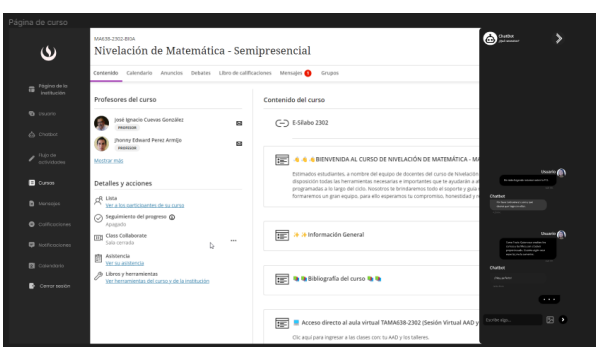 Página de curso
MA638-2302-BI0A
Nivelación de Matemática - Semipresencial
Contenido Calendario Anuncios Debates Libro de calificaciones Mensajes Grupos
Página de la Institución
Usuario
Chatbot
Flujo de actividades
Cursos
Mensajes
Calificaciones
Notificaciones
Calendario
Cerrar sesión
Profesores del curso
José Ignacio Cuevas González
PROFESOR
Jhonny Edward Perez Armijo
PROFESOR
Mostrar más
Detalles y acciones
Lista
Ver a los participantes de su curso
Seguimiento del progreso
Apagado
Class Collaborate
Sala cerrada
Asistencia
Ver su asistencia
Libros y herramientas
Ver herramientas del curso y de la institución
Contenido del curso
E-Sílabo 2302
BIENVENIDA AL CURSO DE NIVELACIÓN DE MATEMÁTICA - MA
Estimados estudiantes, a nombre del equipo de docentes del curso de Nivelación
disposición todas las herramientas necesarias e importantes que te ayudarán a
programadas a lo largo del ciclo. Nosotros te brindaremos todo el soporte y guía
formaremos un gran equipo, para ello esperamos tu compromiso, honestidad y
Información General
Bibliografía del curso
Acceso directo al aula virtual TAMA638-2302 (Sesión Virtual AAD y
Clic aquí para ingresar a las clases con: tu AAD y los talleres.
Chatbot
Usuario
Chatbot
Usuario
Chatbot
Escribe algo...